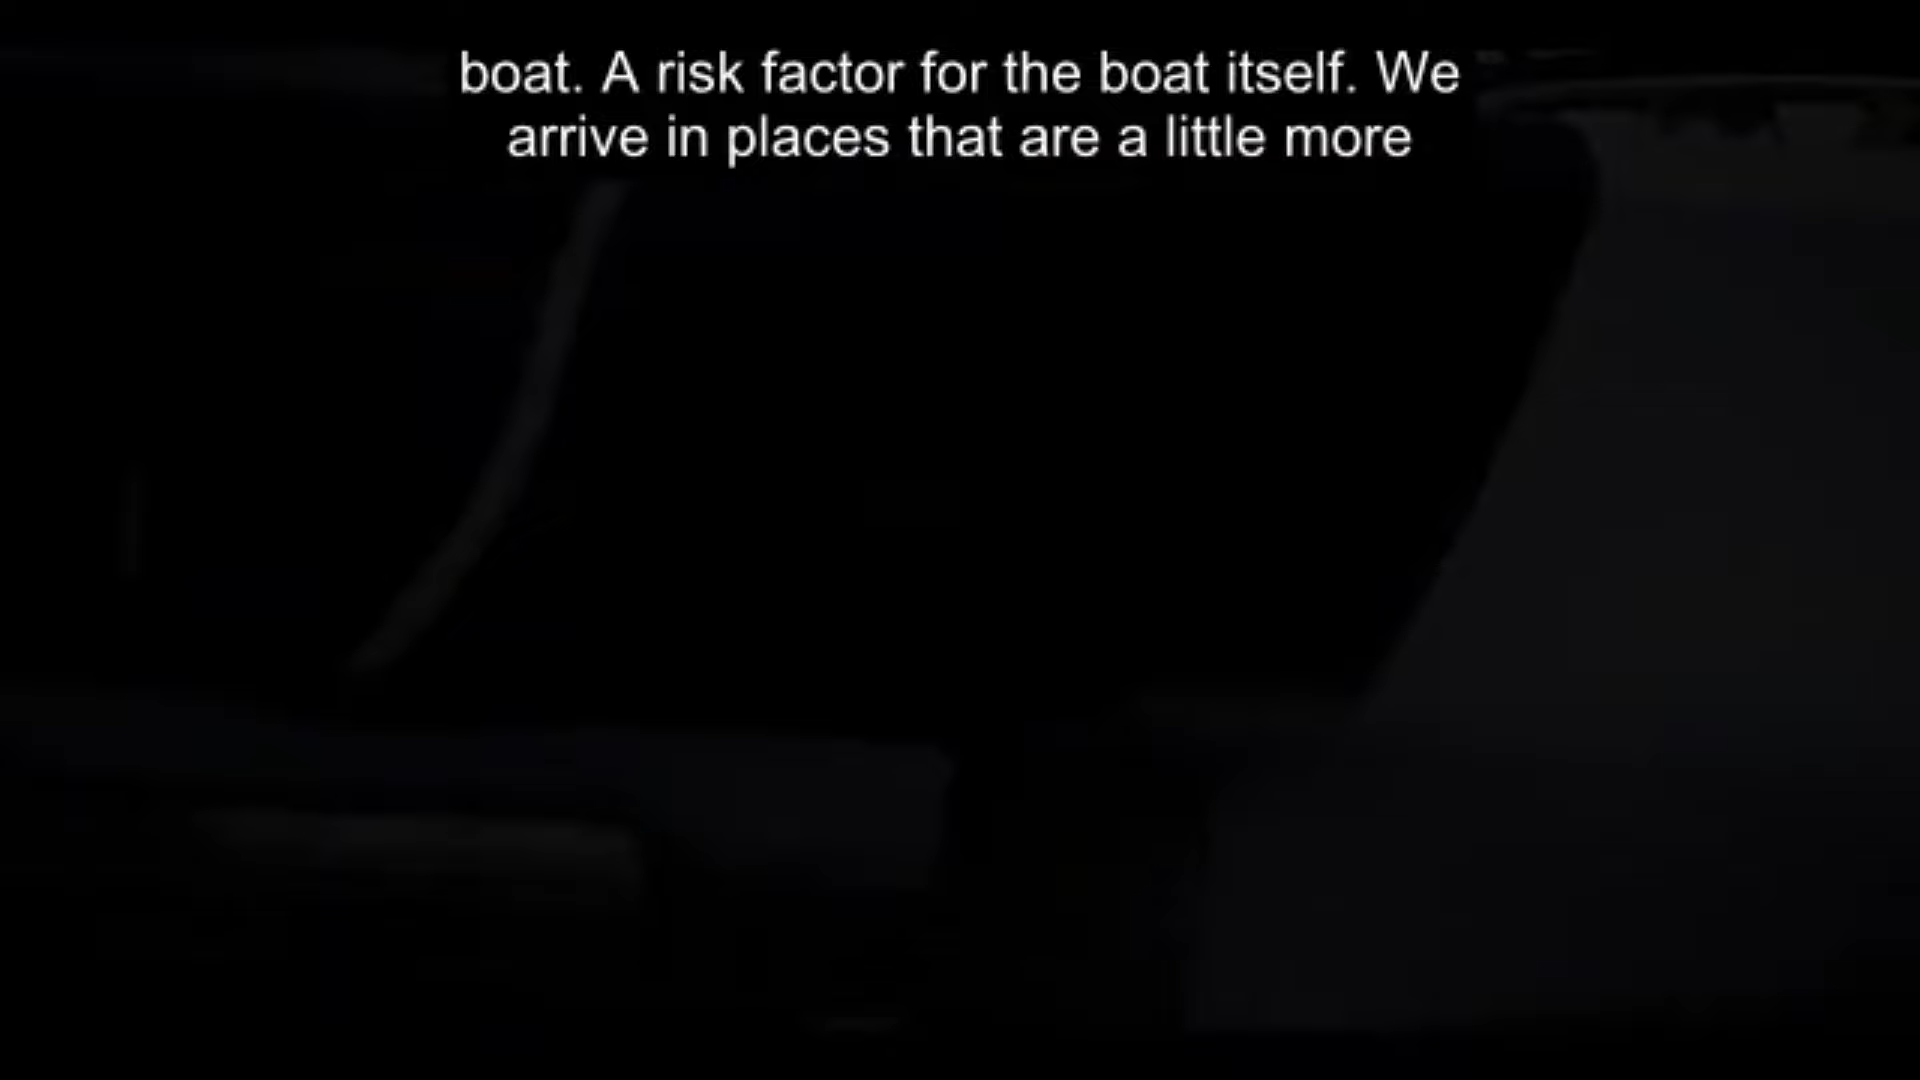 boat. A risk factor for the boat itself. We
arrive in places that are a little more